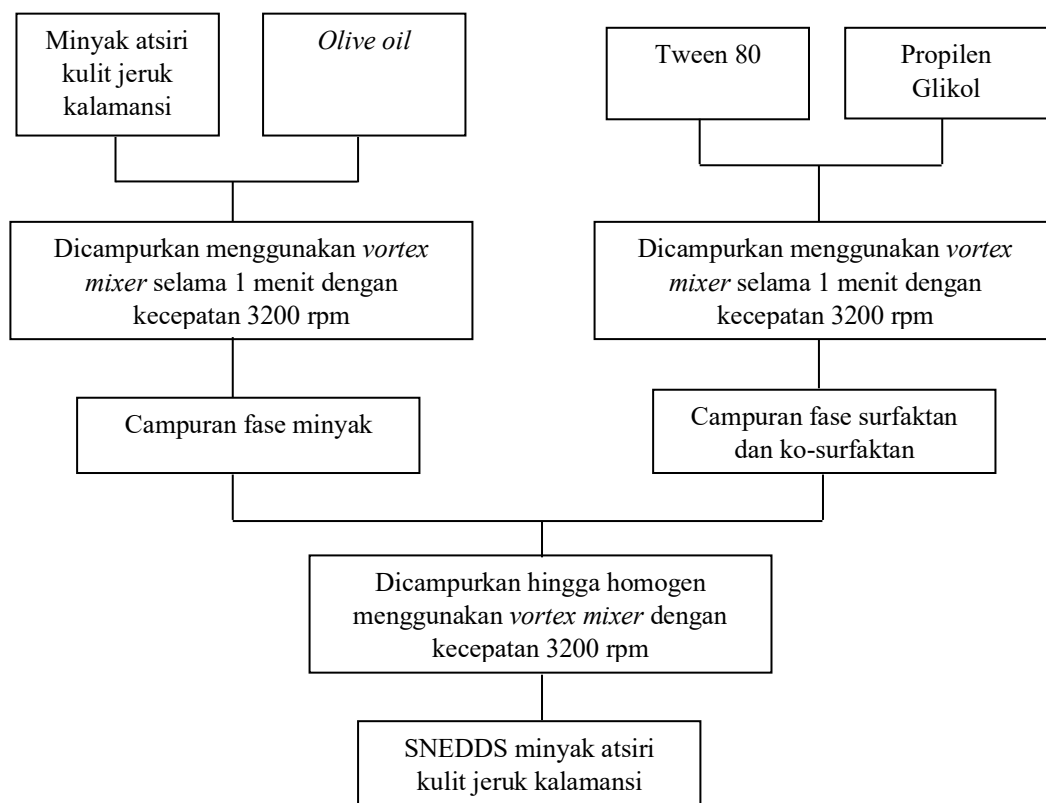 Minyak atsiri
kulit jeruk
kalamansi
Olive oil
Tween 80
Propilen
Glikol
Dicampurkan menggunakan vortex
mixer selama 1 menit dengan
kecepatan 3200 rpm
Dicampurkan menggunakan vortex
mixer selama 1 menit dengan
kecepatan 3200 rpm
Campuran fase minyak
Campuran fase surfaktan
dan ko-surfaktan
Dicampurkan hingga homogen
menggunakan vortex mixer dengan
kecepatan 3200 rpm
SNEDDS minyak atsiri
kulit jeruk kalamansi